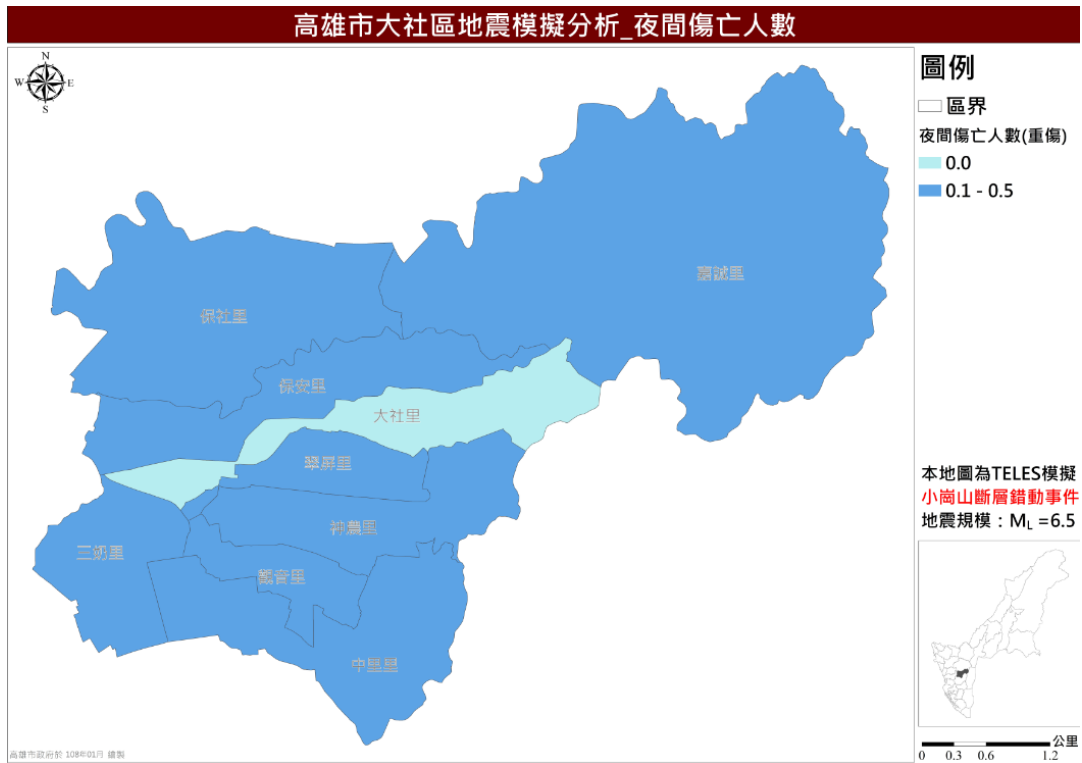 高雄市大社區地震模擬分析_夜間傷亡人數
N
W E
S
圖例
區界
夜間傷亡人數(重傷)
0.0
0.1 - 0.5
嘉誠里
保社里
保安里
大社里
翠屏里
神農里
三奶里
觀音里
中里里
本地圖為TELES模擬
小崗山斷層錯動事件
地震規模：ML =6.5
公里
0 0.3 0.6 1.2
高雄市政府於 108年01月 繪製